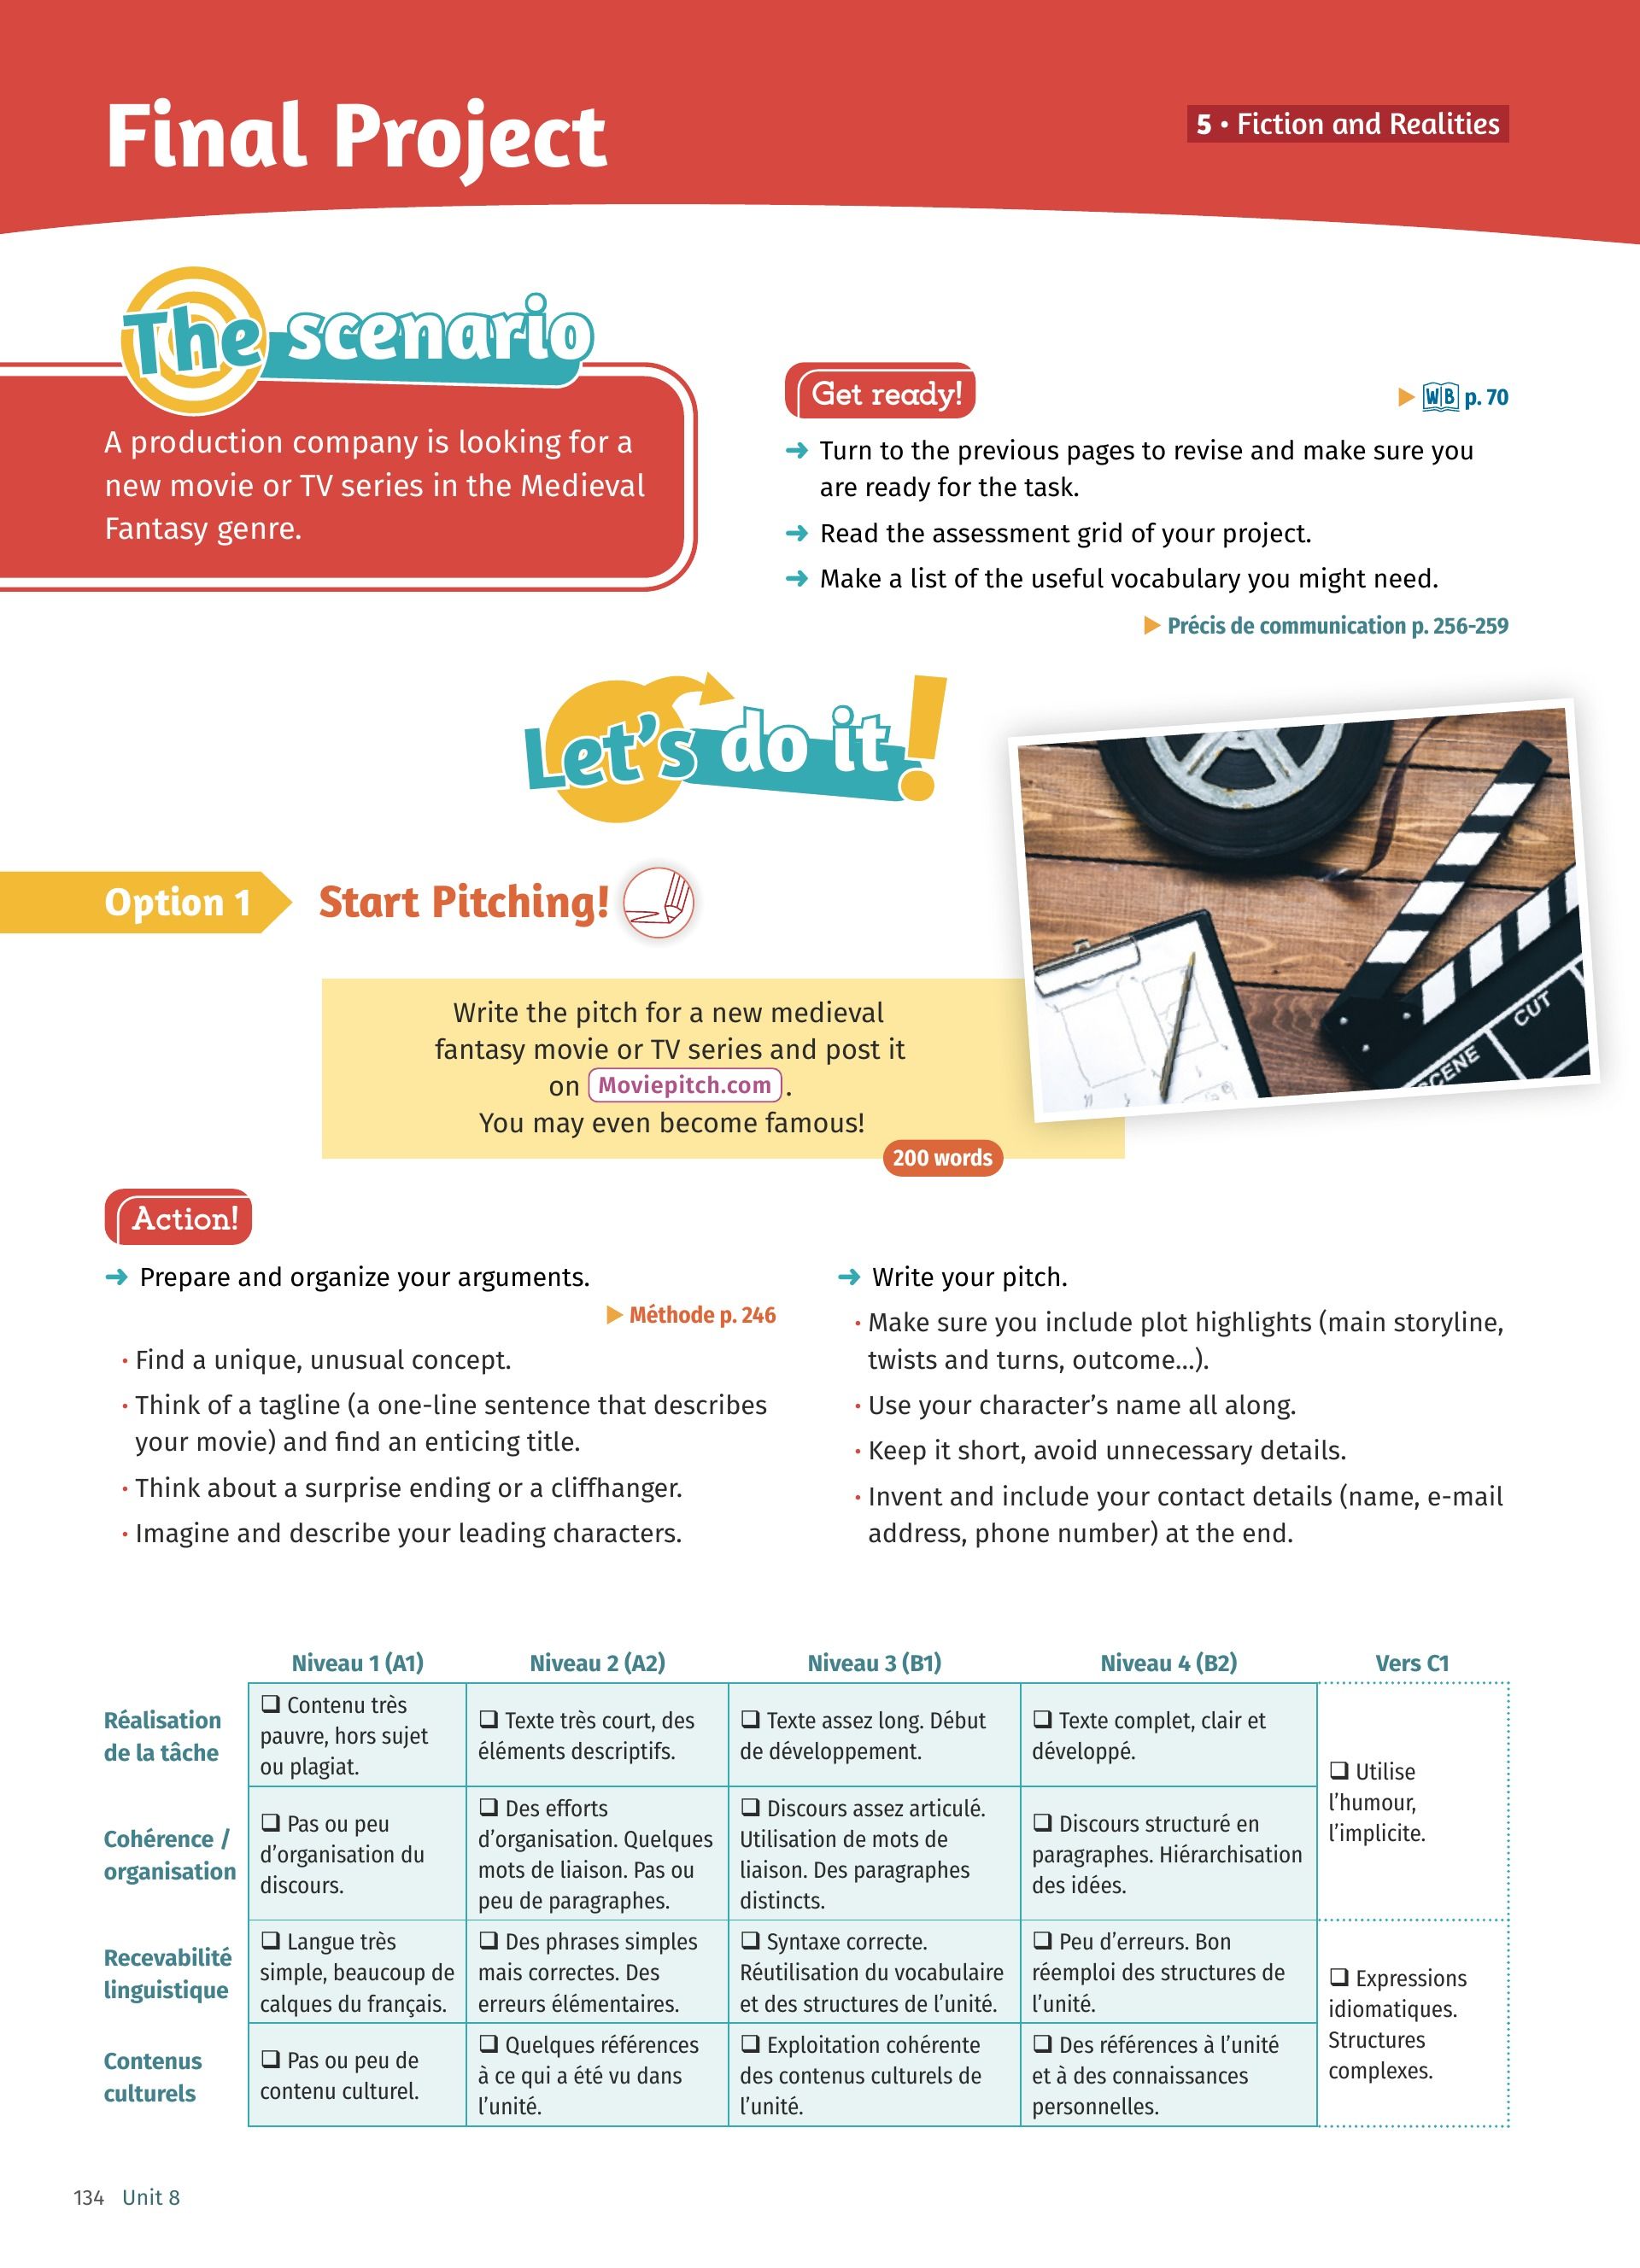 Final Project
5 • Fiction and Realities
The scenario
A production company is looking for a
new movie or TV series in the Medieval
Fantasy genre.
Get ready!
WB p. 70
➜ Turn to the previous pages to revise and make sure you
are ready for the task.
➜ Read the assessment grid of your project.
➜ Make a list of the useful vocabulary you might need.
Précis de communication p. 256-259
Let's do it!
SCENE
CUT
Option 1
Start Pitching!
Write the pitch for a new medieval
fantasy movie or TV series and post it
on Moviepitch.com.
You may even become famous!
200 words
Action!
➜ Prepare and organize your arguments.
Méthode p. 246
• Find a unique, unusual concept.
• Think of a tagline (a one-line sentence that describes
your movie) and find an enticing title.
• Think about a surprise ending or a cliffhanger.
• Imagine and describe your leading characters.
➜ Write your pitch.
• Make sure you include plot highlights (main storyline,
twists and turns, outcome...).
• Use your character's name all along.
• Keep it short, avoid unnecessary details.
• Invent and include your contact details (name, e-mail
address, phone number) at the end.
Niveau 1 (A1)
Niveau 2 (A2)
Niveau 3 (B1)
Niveau 4 (B2)
Vers C1
Réalisation
de la tâche
❑ Contenu très
pauvre, hors sujet
ou plagiat.
❑ Texte très court, des
éléments descriptifs.
❑ Texte assez long. Début
de développement.
❑ Texte complet, clair et
développé.
❑ Utilise
l'humour,
l'implicite.
Cohérence /
organisation
❑ Pas ou peu
d'organisation du
discours.
❑ Des efforts
d'organisation. Quelques
mots de liaison. Pas ou
peu de paragraphes.
❑ Discours assez articulé.
Utilisation de mots de
liaison. Des paragraphes
distincts.
❑ Discours structuré en
paragraphes. Hiérarchisation
des idées.
Recevabilité
linguistique
❑ Langue très
simple, beaucoup de
calques du français.
❑ Des phrases simples
mais correctes. Des
erreurs élémentaires.
❑ Syntaxe correcte.
Réutilisation du vocabulaire
et des structures de l'unité.
❑ Peu d'erreurs. Bon
réemploi des structures de
l'unité.
❑ Expressions
idiomatiques.
Structures
complexes.
Contenus
culturels
❑ Pas ou peu de
contenu culturel.
❑ Quelques références
à ce qui a été vu dans
l'unité.
❑ Exploitation cohérente
des contenus culturels de
l'unité.
❑ Des références à l'unité
et à des connaissances
personnelles.
134 Unit 8